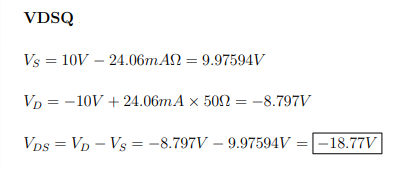 VDSQ
V_S = 10V − 24.06mAΩ = 9.97594V
V_D = −10V + 24.06mA × 50Ω = −8.797V
V_DS = V_D − V_S = −8.797V − 9.97594V = −18.77V